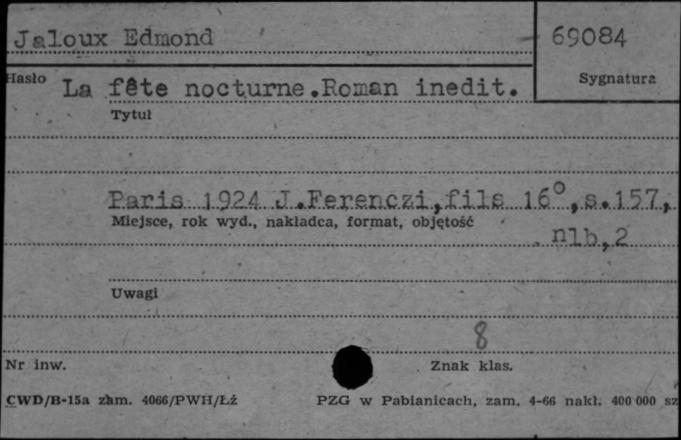 Jaloux Edmond
69084
Hasło
Sygnatura
La fête nocturne.Roman inedit.
Tytuł
Paris 1924 J.Ferenczi,fils 16°,s.157,
Miejsce, rok wyd., nakładca, format, objętość
nlb,2
Uwagi
8
Nr inw.
Znak klas.
CWD/B-15a zam. 4066/PWH/Łż
PZG w Pabianicach, zam. 4-66 nakł. 400 000 sz